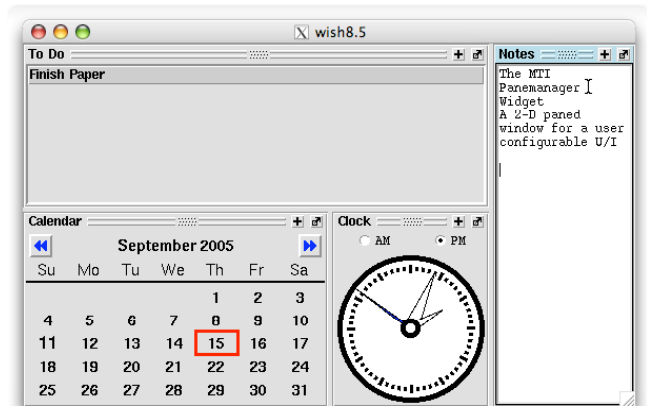 wish8.5
To Do
Finish Paper
Notes
The MTI
Panemanager
Widget
A 2-D paned
window for a user
configurable U/I
Calendar
September 2005
Su Mo Tu We Th Fr Sa
1 2 3
4 5 6 7 8 9 10
11 12 13 14 15 16 17
18 19 20 21 22 23 24
25 26 27 28 29 30 31
Clock
AM PM